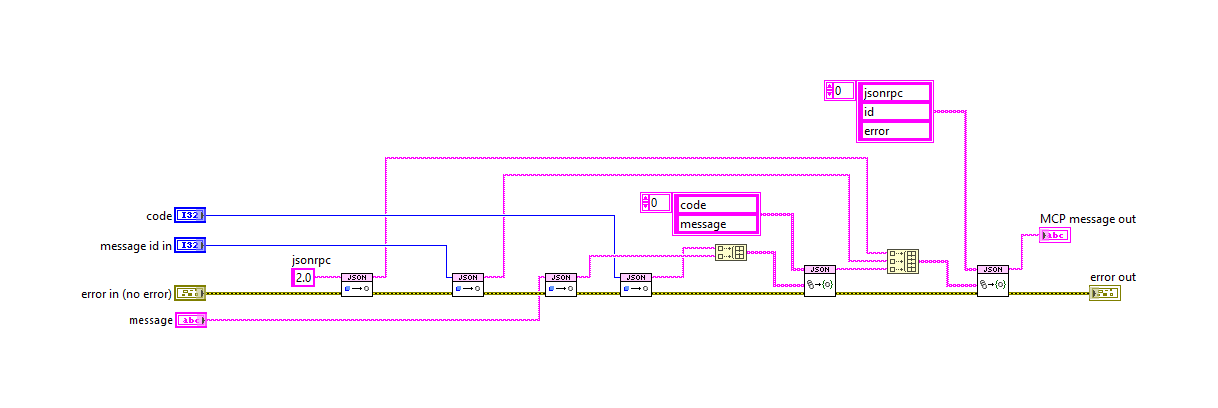 0
jsonrpc
id
error
0
code
message
code
I32
message id in
I32
jsonrpc
2.0
JSON
JSON
JSON
JSON
JSON
JSON
MCP message out
abc
error in (no error)
error out
message
abc